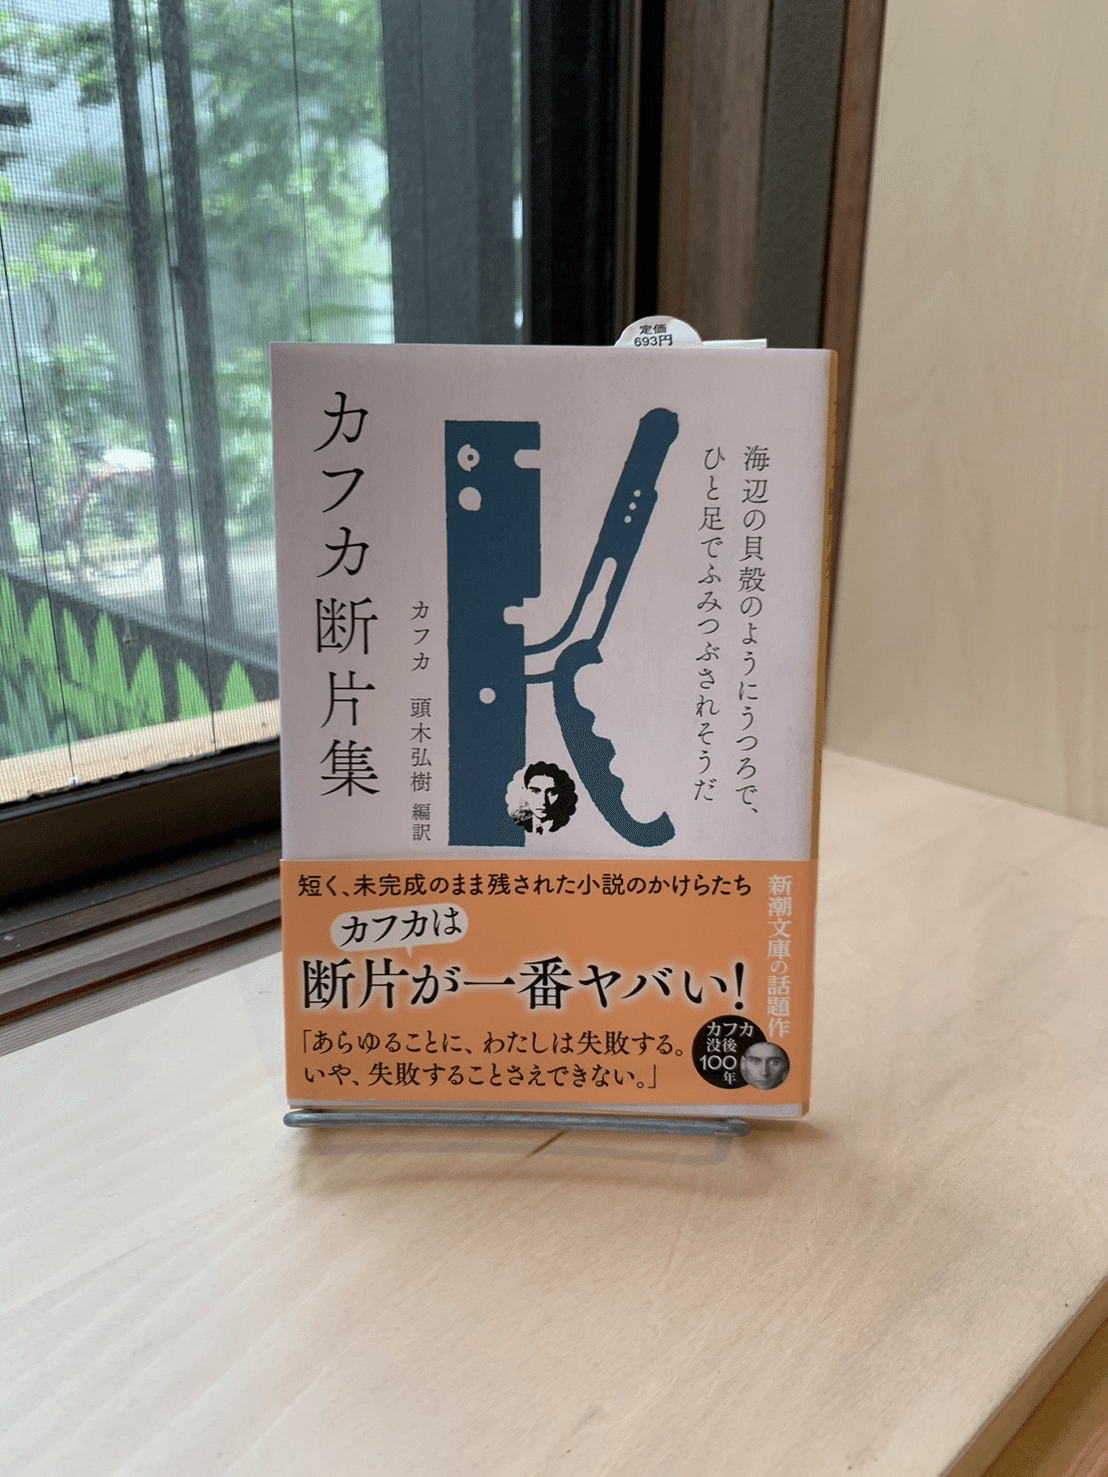 定価
693円
海辺の貝殻のようにうつろで、
ひと足でふみつぶされそうだ
カフカ断片集
カフカ 頭木弘樹 編訳
短く、未完成のまま残された小説のかけらたち
カフカは
断片が一番ヤバい!
「あらゆることに、わたしは失敗する。
いや、失敗することさえできない。」
新潮文庫の話題作
カフカ
没後
100年